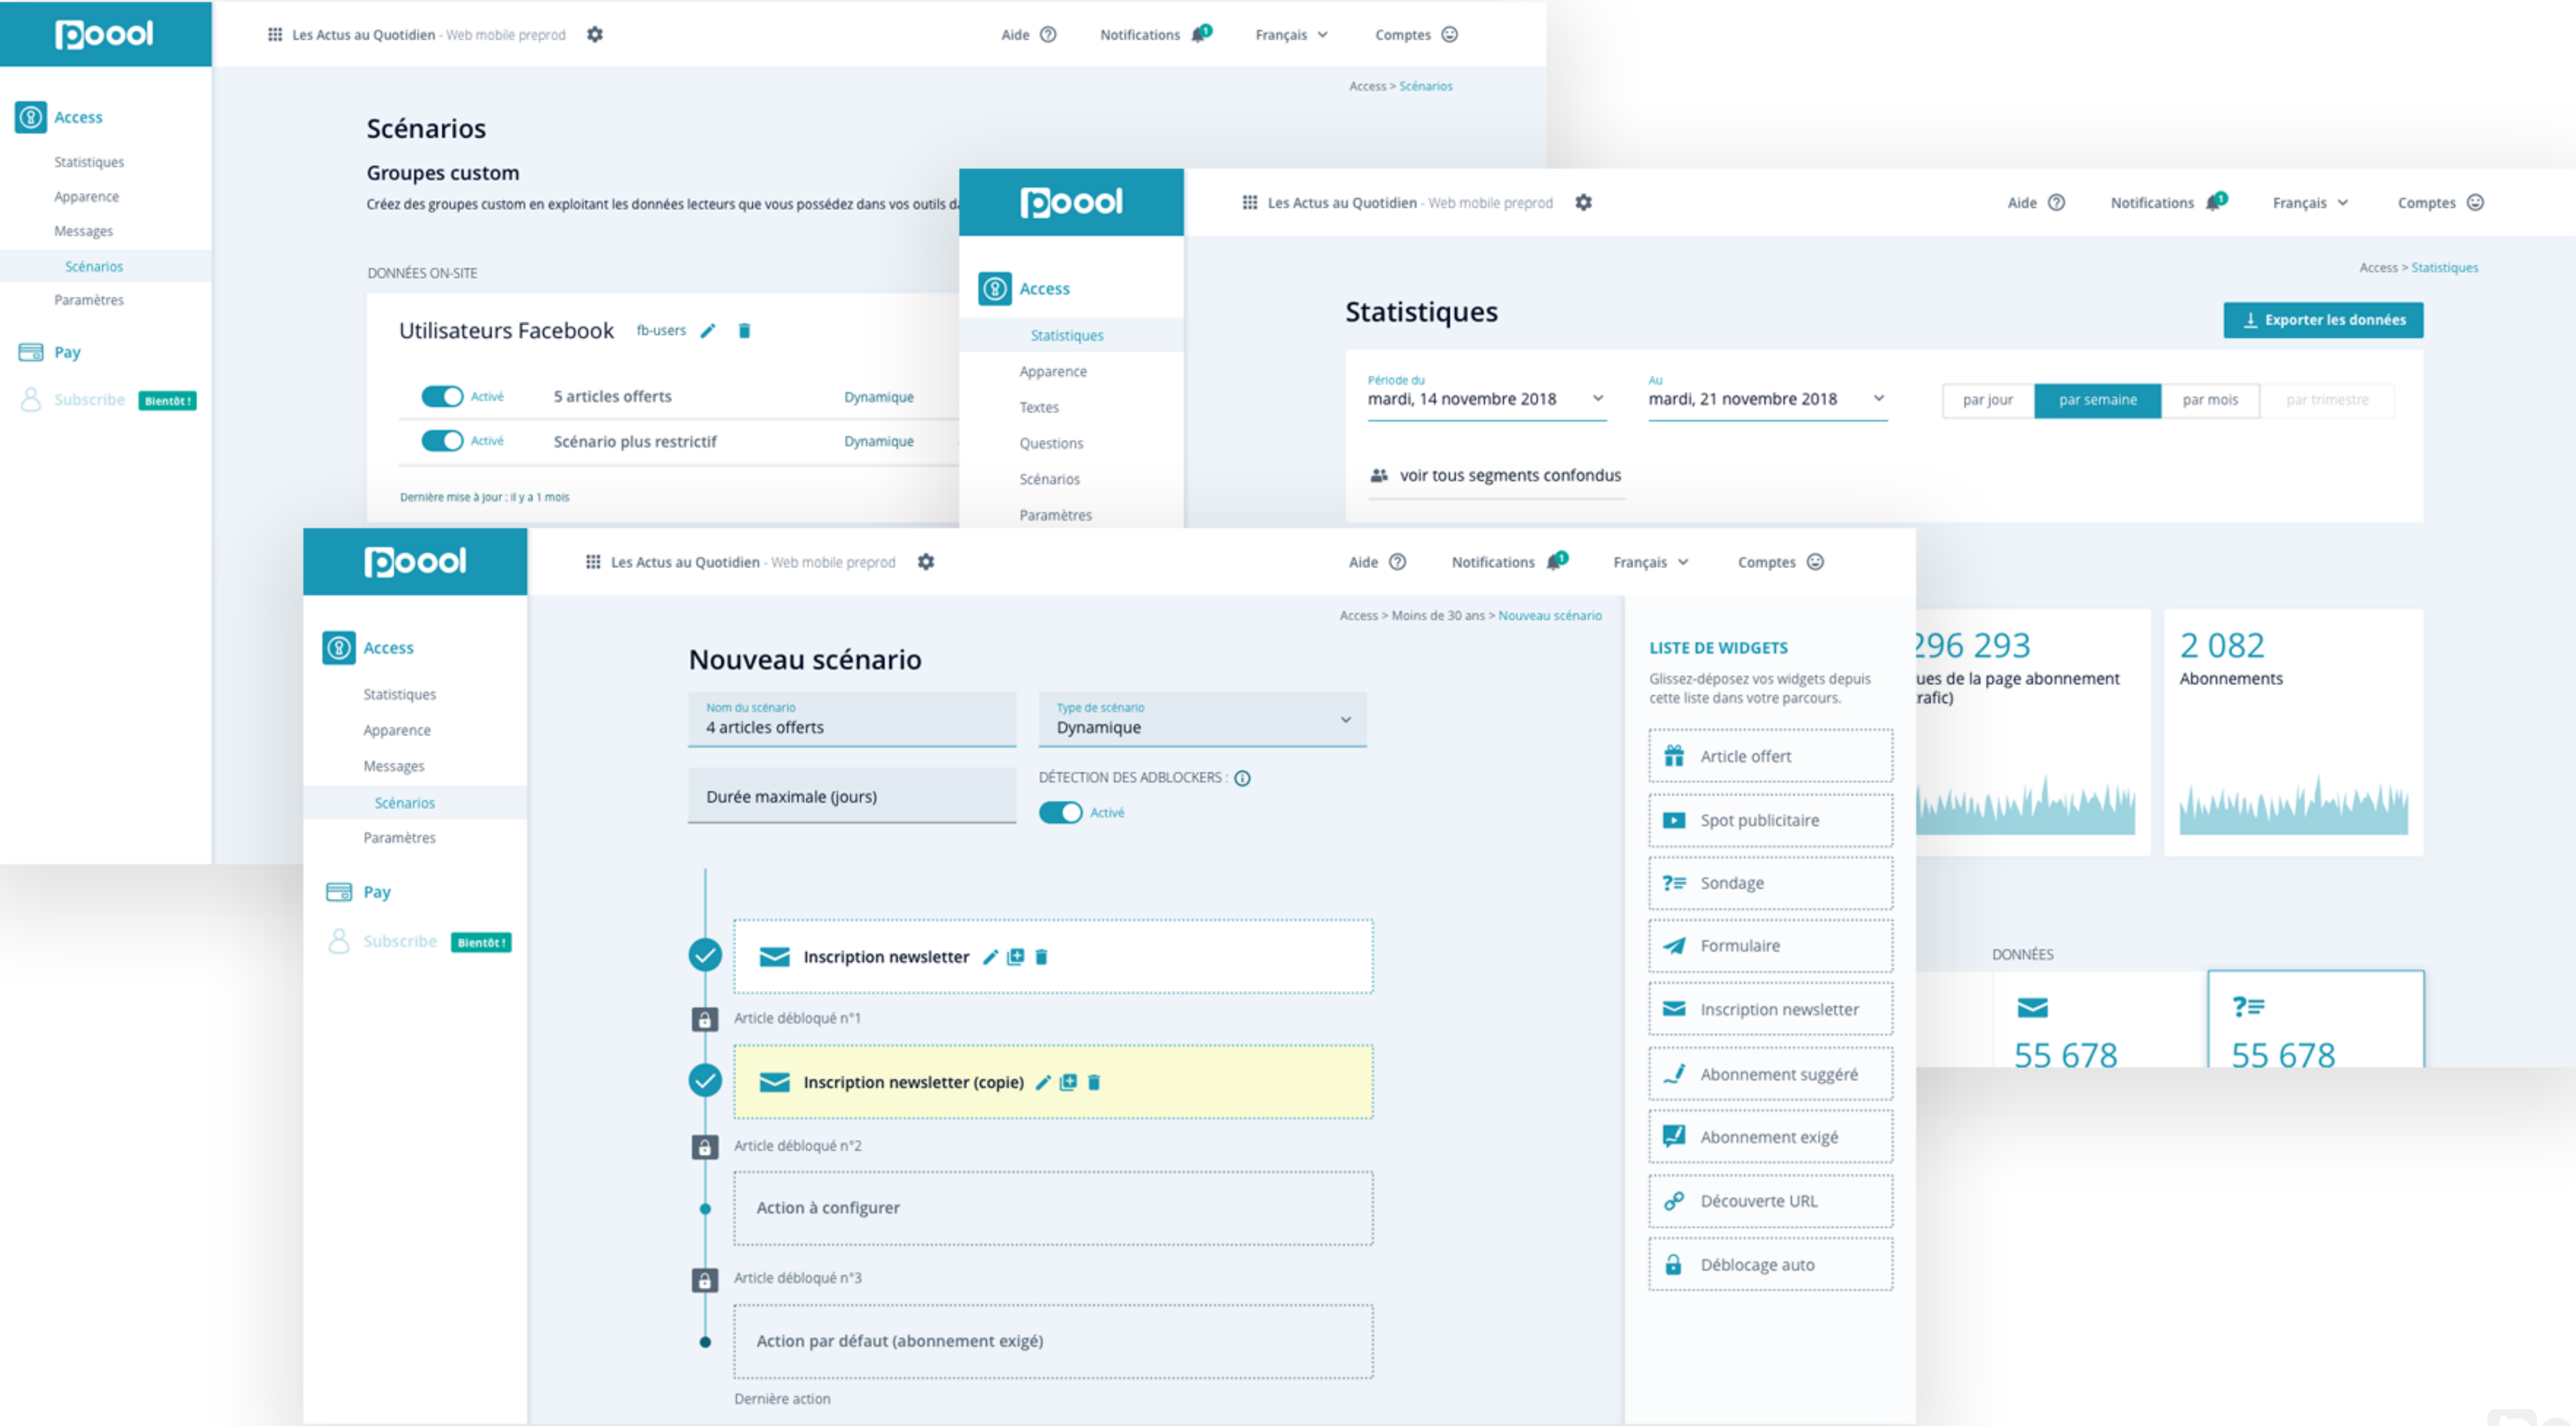 poool
Les Actus au Quotidien - Web mobile preprod
Aide
Notifications 1
Français
Comptes
Access > Scénarios
Access
Statistiques
Apparence
Messages
Scénarios
Paramètres
Pay
Subscribe Bientôt !
Scénarios
Groupes custom
Créez des groupes custom en exploitant les données lecteurs que vous possédez dans vos outils
DONNÉES ON-SITE
Utilisateurs Facebook fb-users
Activé 5 articles offerts Dynamique
Activé Scénario plus restrictif Dynamique
Dernière mise à jour : il y a 1 mois
poool
Les Actus au Quotidien - Web mobile preprod
Aide
Notifications 1
Français
Comptes
Access > Statistiques
Access
Statistiques
Apparence
Textes
Questions
Scénarios
Paramètres
Statistiques
Exporter les données
Période du
mardi, 14 novembre 2018
Au
mardi, 21 novembre 2018
par jour par semaine par mois par trimestre
voir tous segments confondus
296 293
ues de la page abonnement
rafic)
2 082
Abonnements
DONNÉES
55 678
55 678
poool
Les Actus au Quotidien - Web mobile preprod
Aide
Notifications 1
Français
Comptes
Access > Moins de 30 ans > Nouveau scénario
Access
Statistiques
Apparence
Messages
Scénarios
Paramètres
Pay
Subscribe Bientôt !
Nouveau scénario
Nom du scénario
4 articles offerts
Type de scénario
Dynamique
Durée maximale (jours)
DÉTECTION DES ADBLOCKERS :
Activé
Inscription newsletter
Article débloqué n°1
Inscription newsletter (copie)
Article débloqué n°2
Action à configurer
Article débloqué n°3
Action par défaut (abonnement exigé)
Dernière action
LISTE DE WIDGETS
Glissez-déposez vos widgets depuis
cette liste dans votre parcours.
Article offert
Spot publicitaire
Sondage
Formulaire
Inscription newsletter
Abonnement suggéré
Abonnement exigé
Découverte URL
Déblocage auto